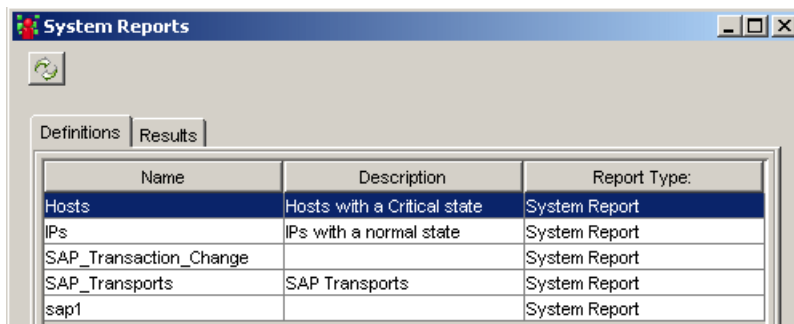 System Reports
Definitions Results
Name Description Report Type:
Hosts Hosts with a Critical state System Report
IPs IPs with a normal state System Report
SAP_Transaction_Change System Report
SAP_Transports SAP Transports System Report
sap1 System Report